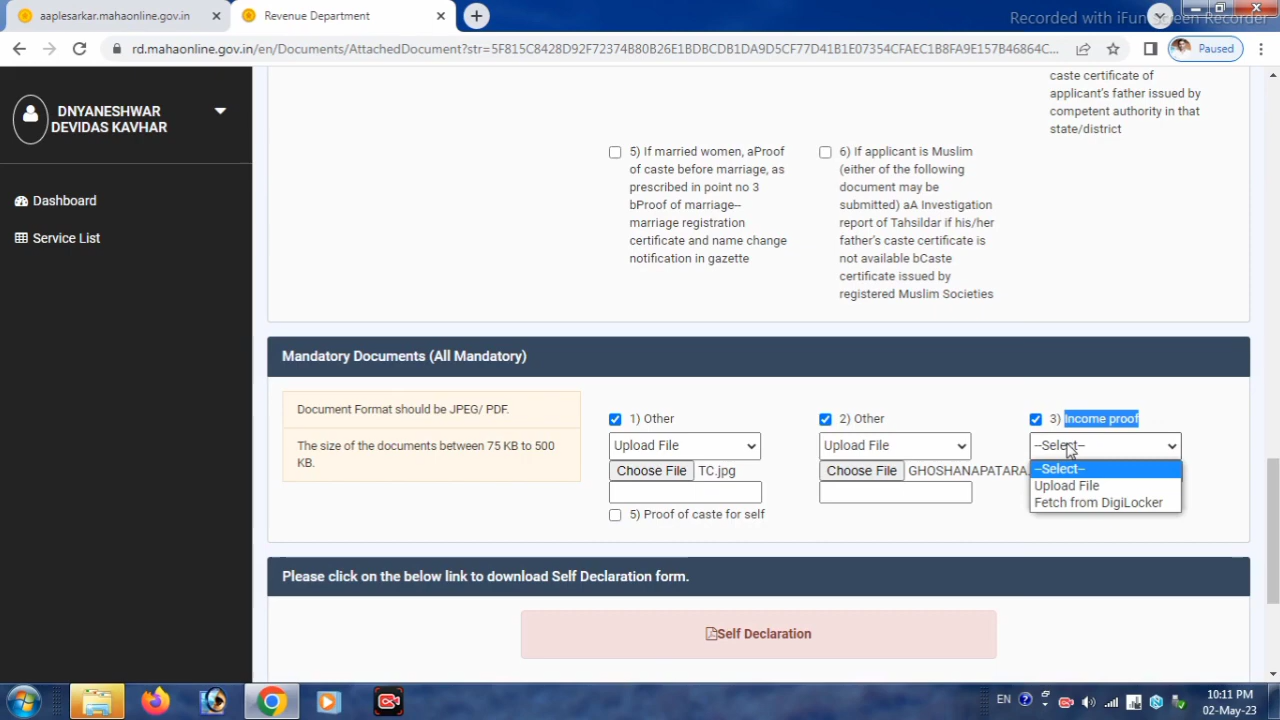 Recorded with iFun Screen Recorder
aaplesarkar.mahaonline.gov.in
Revenue Department
rd.mahaonline.gov.in/en/Documents/AttachedDocument?str=5F815C8428D92F72374B80B26E1BDBCDB1DA9D5CF77D41B1E07354CFAEC1B8FA9E157B46864C...
Paused
DNYANESHWAR
DEVIDAS KAVHAR
Dashboard
Service List
caste certificate of
applicant's father issued by
competent authority in that
state/district
5) If married women, aProof
of caste before marriage, as
prescribed in point no 3
bProof of marriage--
marriage registration
certificate and name change
notification in gazette
6) If applicant is Muslim
(either of the following
document may be
submitted) aA Investigation
report of Tahsildar if his/her
father's caste certificate is
not available bCaste
certificate issued by
registered Muslim Societies
Mandatory Documents (All Mandatory)
Document Format should be JPEG/ PDF.
The size of the documents between 75 KB to 500
KB.
1) Other
Upload File
Choose File TC.jpg
5) Proof of caste for self
2) Other
Upload File
Choose File GHOSHANAPATARA.
3) Income proof
--Select--
--Select--
Upload File
Fetch from DigiLocker
Please click on the below link to download Self Declaration form.
Self Declaration
EN
10:11 PM
02-May-23